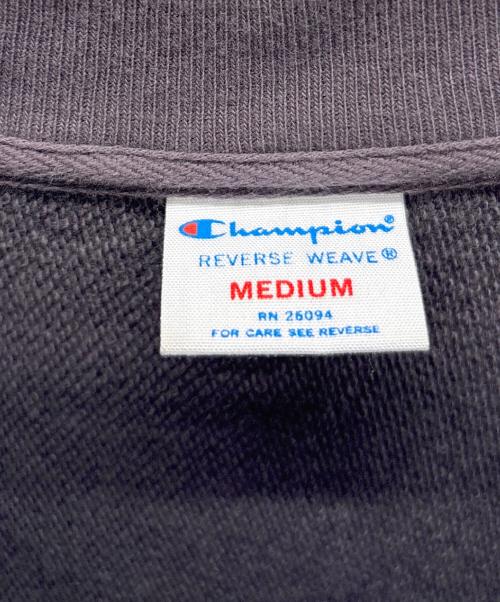 Champion®
REVERSE WEAVE®
MEDIUM
RN 26094
FOR CARE SEE REVERSE